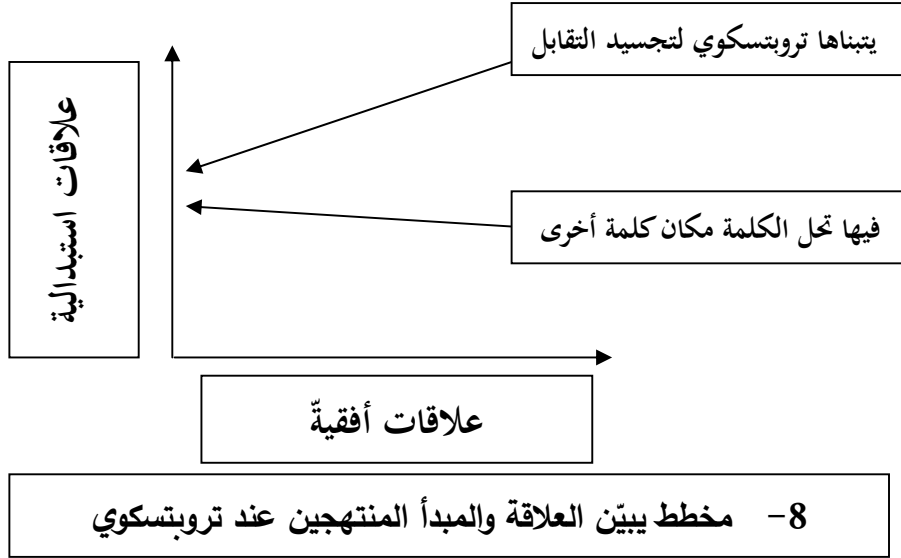 يتبناها تروبتسكوي لتجسيد التقابل
علاقات استبدالية
فيها تحل الكلمة مكان كلمة أخرى
علاقات أفقيةّ
8- مخطط يبيّن العلاقة والمبدأ المنتهجين عند تروبتسكوي